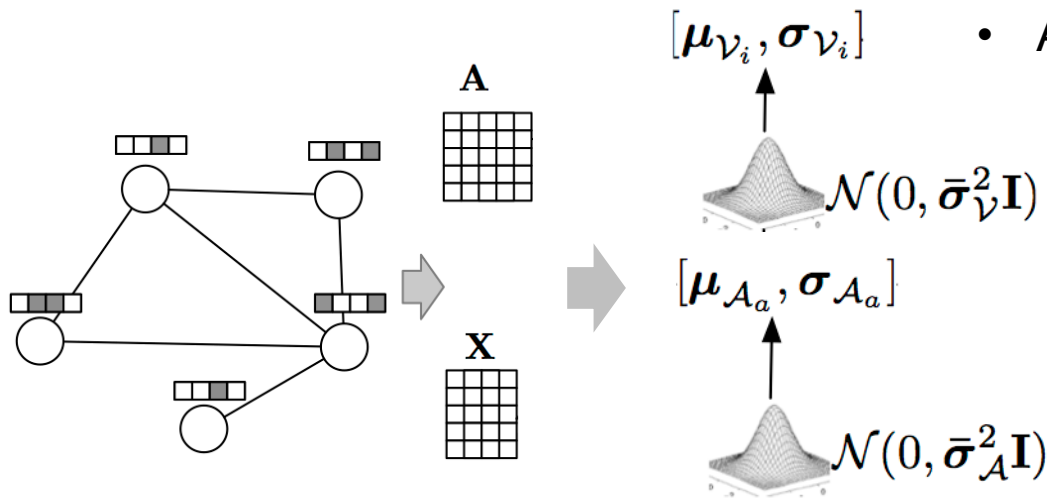 [μ_{𝒱_i}, σ_{𝒱_i}]
•
A
𝒩(0, σ̄²_𝒱 I)
[μ_{𝒜_a}, σ_{𝒜_a}]
X
𝒩(0, σ̄²_𝒜 I)